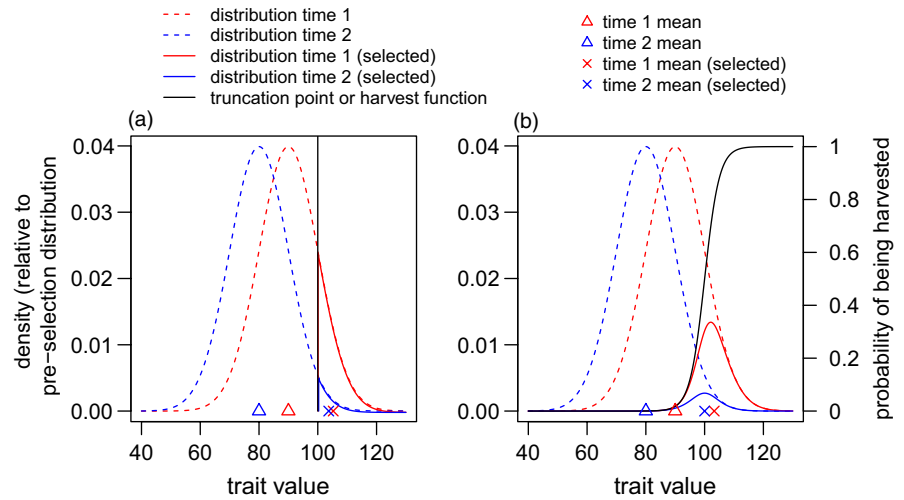 distribution time 1
distribution time 2
distribution time 1 (selected)
distribution time 2 (selected)
truncation point or harvest function
time 1 mean
time 2 mean
time 1 mean (selected)
time 2 mean (selected)
(a)
density (relative to
pre−selection distribution
0.04
0.03
0.02
0.01
0.00
40 60 80 100 120
trait value
(b)
0.04
0.03
0.02
0.01
0.00
1
0.8
0.6
0.4
0.2
0
probability of being harvested
40 60 80 100 120
trait value